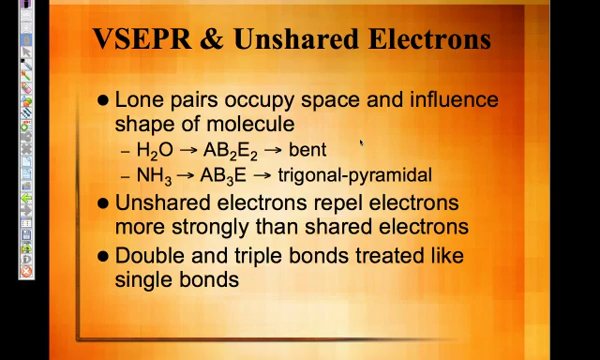 VSEPR & Unshared Electrons
• Lone pairs occupy space and influence
shape of molecule
– H₂O → AB₂E₂ → bent
– NH₃ → AB₃E → trigonal-pyramidal
• Unshared electrons repel electrons
more strongly than shared electrons
• Double and triple bonds treated like
single bonds